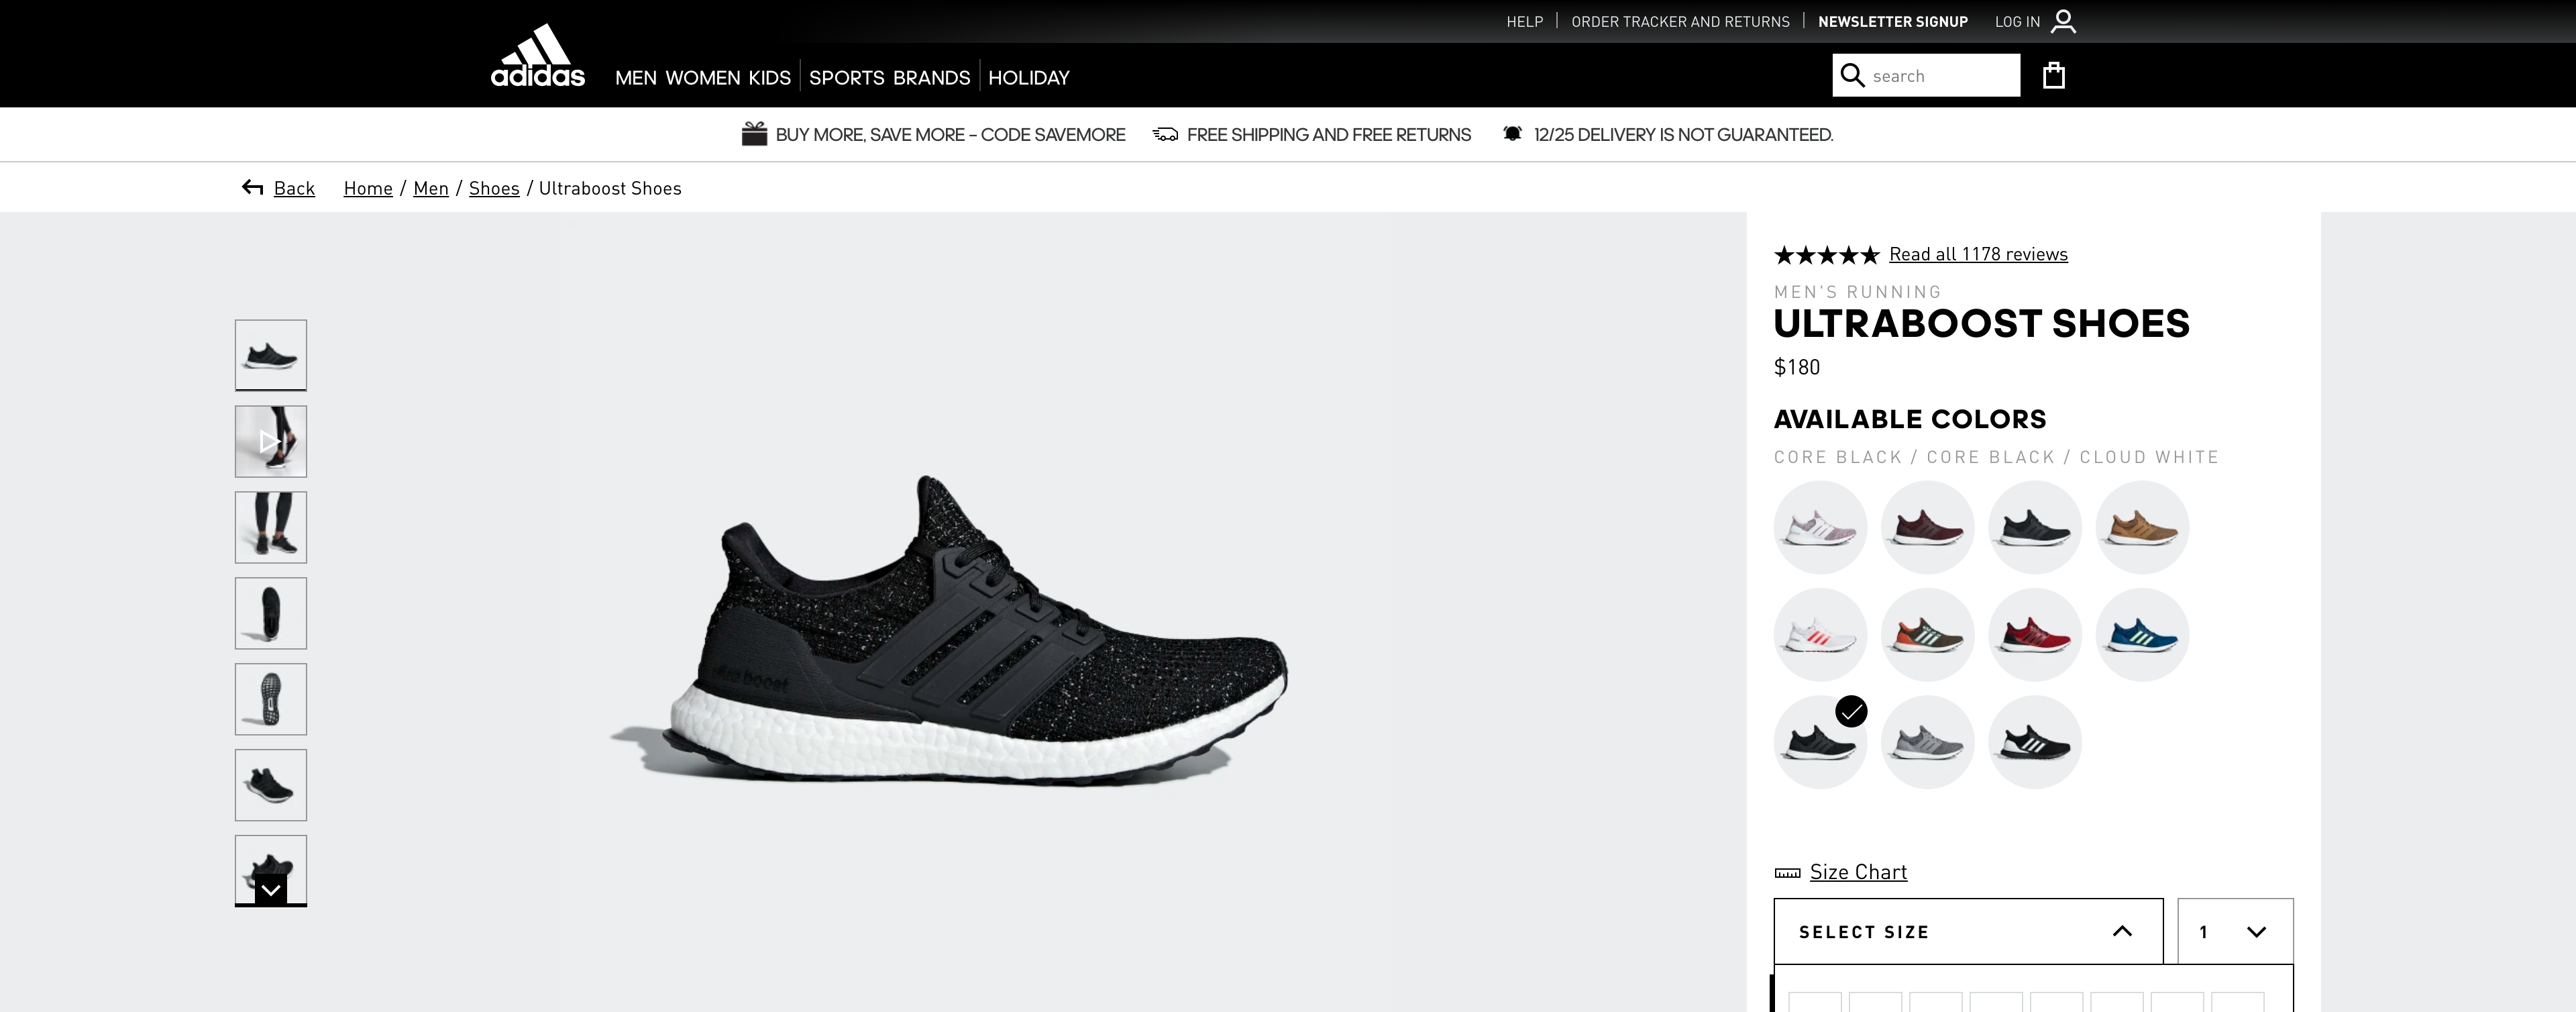 HELP
ORDER TRACKER AND RETURNS
NEWSLETTER SIGNUP
LOG IN
adidas
MEN WOMEN KIDS SPORTS BRANDS HOLIDAY
search
BUY MORE, SAVE MORE – CODE SAVEMORE
FREE SHIPPING AND FREE RETURNS
12/25 DELIVERY IS NOT GUARANTEED.
Back
Home / Men / Shoes / Ultraboost Shoes
Read all 1178 reviews
MEN'S RUNNING
ULTRABOOST SHOES
$180
AVAILABLE COLORS
CORE BLACK / CORE BLACK / CLOUD WHITE
boost
Size Chart
SELECT SIZE
1